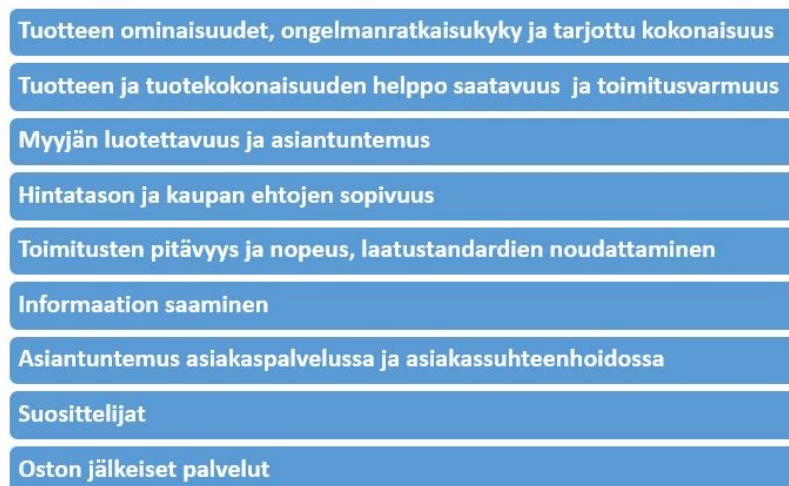 Tuotteen ominaisuudet, ongelmanratkaisukyky ja tarjottu kokonaisuus
Tuotteen ja tuotekokonaisuuden helppo saatavuus ja toimitusvarmuus
Myyjän luotettavuus ja asiantuntemus
Hintatason ja kaupan ehtojen sopivuus
Toimitusten pitävyys ja nopeus, laatustandardien noudattaminen
Informaation saaminen
Asiantuntemus asiakaspalvelussa ja asiakassuhteenhoidossa
Suosittelijat
Oston jälkeiset palvelut